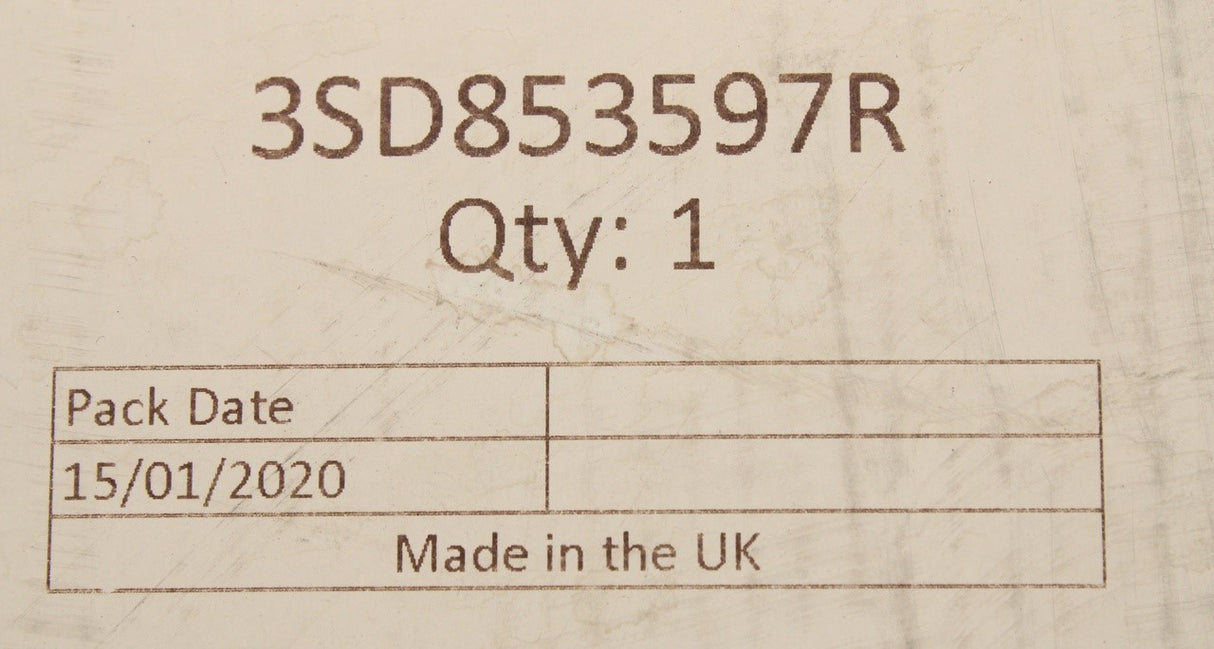 3SD853597R
Qty: 1
Pack Date
15/01/2020
Made in the UK